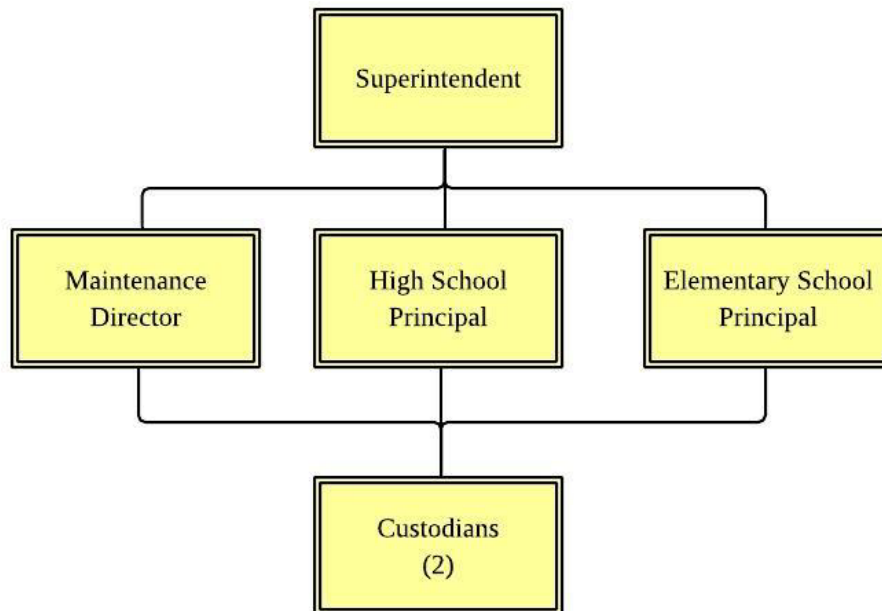 Superintendent
Maintenance
Director
High School
Principal
Elementary School
Principal
Custodians
(2)